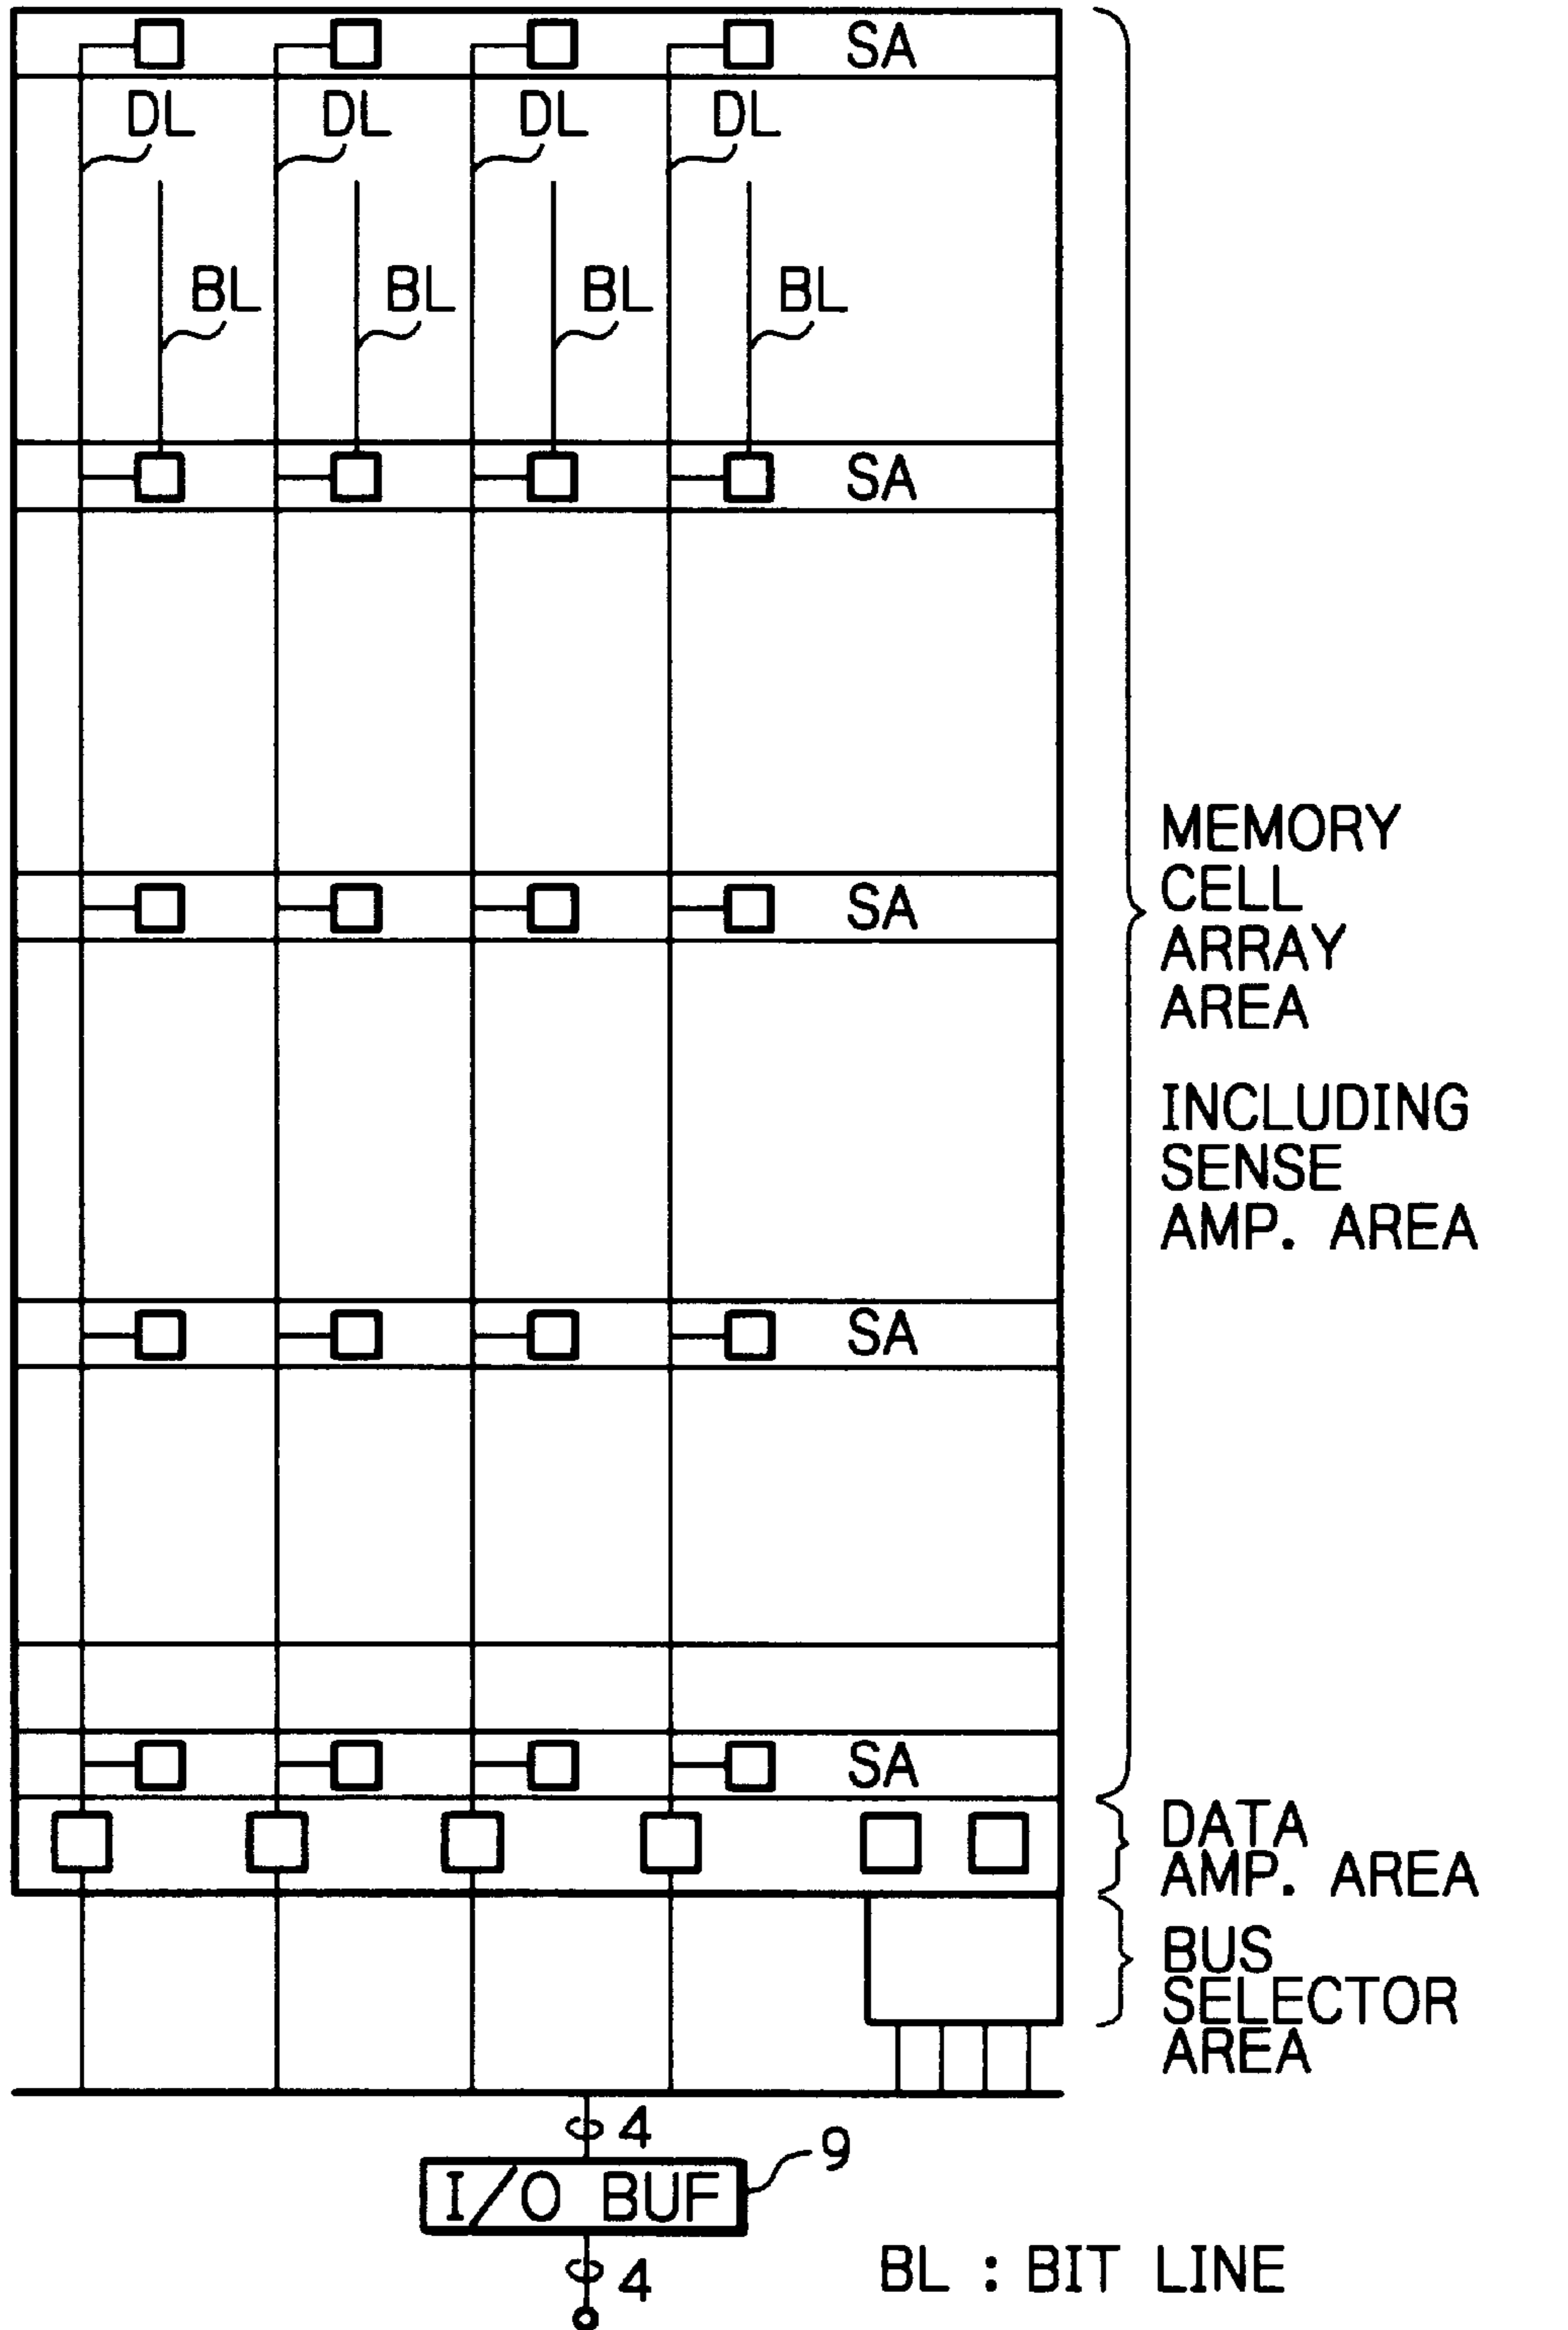 SA
DL DL DL DL
BL BL BL BL
SA
SA
MEMORY
CELL
ARRAY
AREA
INCLUDING
SENSE
AMP. AREA
SA
SA
DATA
AMP. AREA
BUS
SELECTOR
AREA
4
9
I/O BUF
4
BL : BIT LINE